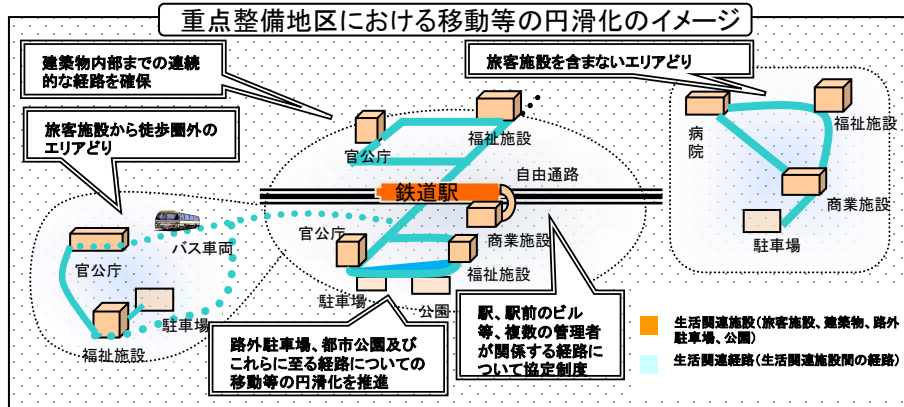 重点整備地区における移動等の円滑化のイメージ
建築物内部までの連続
的な経路を確保
旅客施設を含まないエリアどり
旅客施設から徒歩圏外の
エリアどり
官公庁
福祉施設
病院
福祉施設
自由通路
鉄道駅
商業施設
駐車場
バス車両
官公庁
商業施設
官公庁
福祉施設
駐車場
公園
駐車場
福祉施設
路外駐車場、都市公園及び
これらに至る経路についての
移動等の円滑化を推進
駅、駅前のビル
等、複数の管理者
が関係する経路に
ついて協定制度
生活関連施設(旅客施設、建築物、路外
駐車場、公園)
生活関連経路(生活関連施設間の経路)